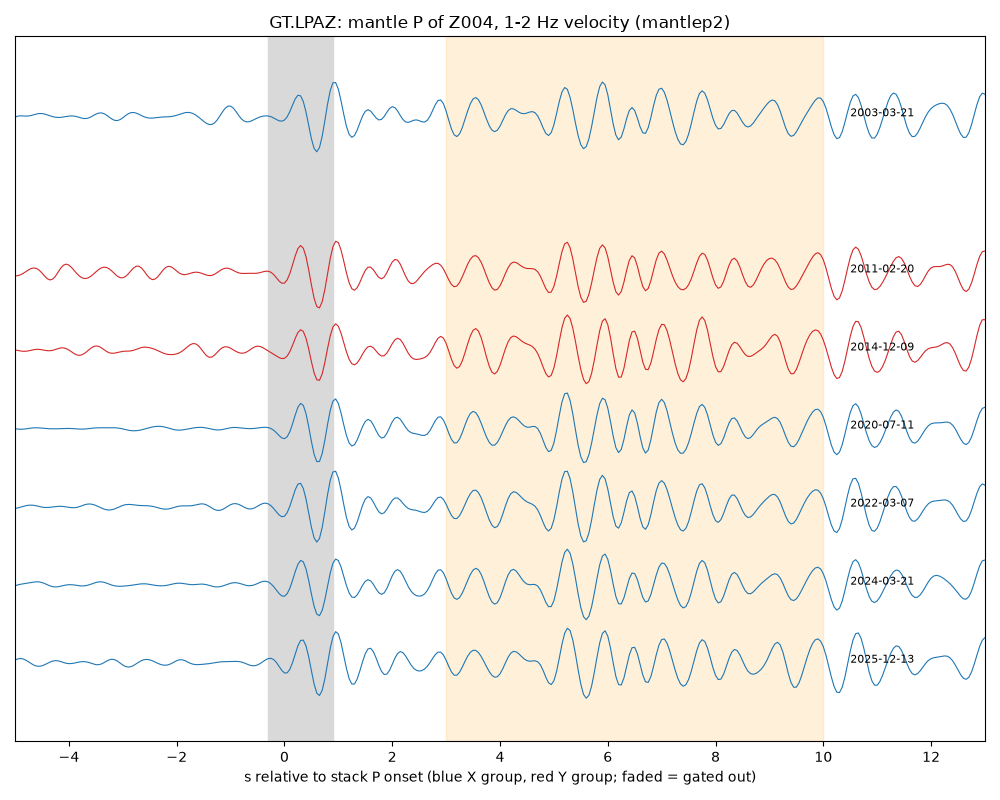 GT.LPAZ: mantle P of Z004, 1-2 Hz velocity (mantlep2)
2003-03-21
2011-02-20
2014-12-09
2020-07-11
2022-03-07
2024-03-21
2025-12-13
−4 −2 0 2 4 6 8 10 12
s relative to stack P onset (blue X group, red Y group; faded = gated out)